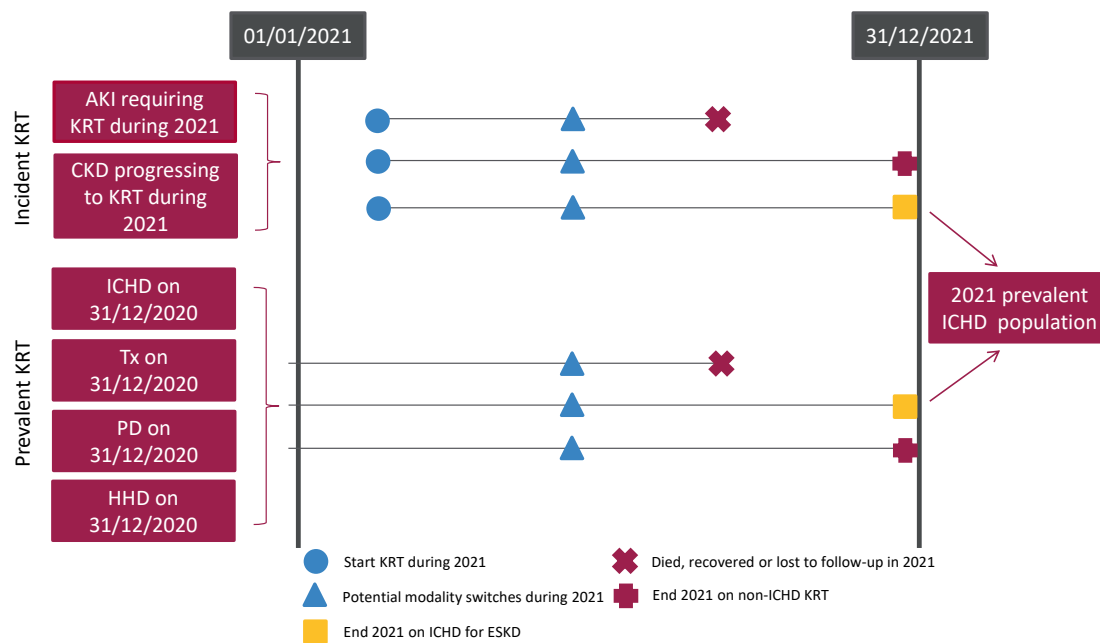 01/01/2021
31/12/2021
Incident KRT
AKI requiring
KRT during 2021
CKD progressing
to KRT during
2021
Prevalent KRT
ICHD on
31/12/2020
Tx on
31/12/2020
PD on
31/12/2020
HHD on
31/12/2020
2021 prevalent
ICHD population
Start KRT during 2021
Died, recovered or lost to follow-up in 2021
Potential modality switches during 2021
End 2021 on non-ICHD KRT
End 2021 on ICHD for ESKD